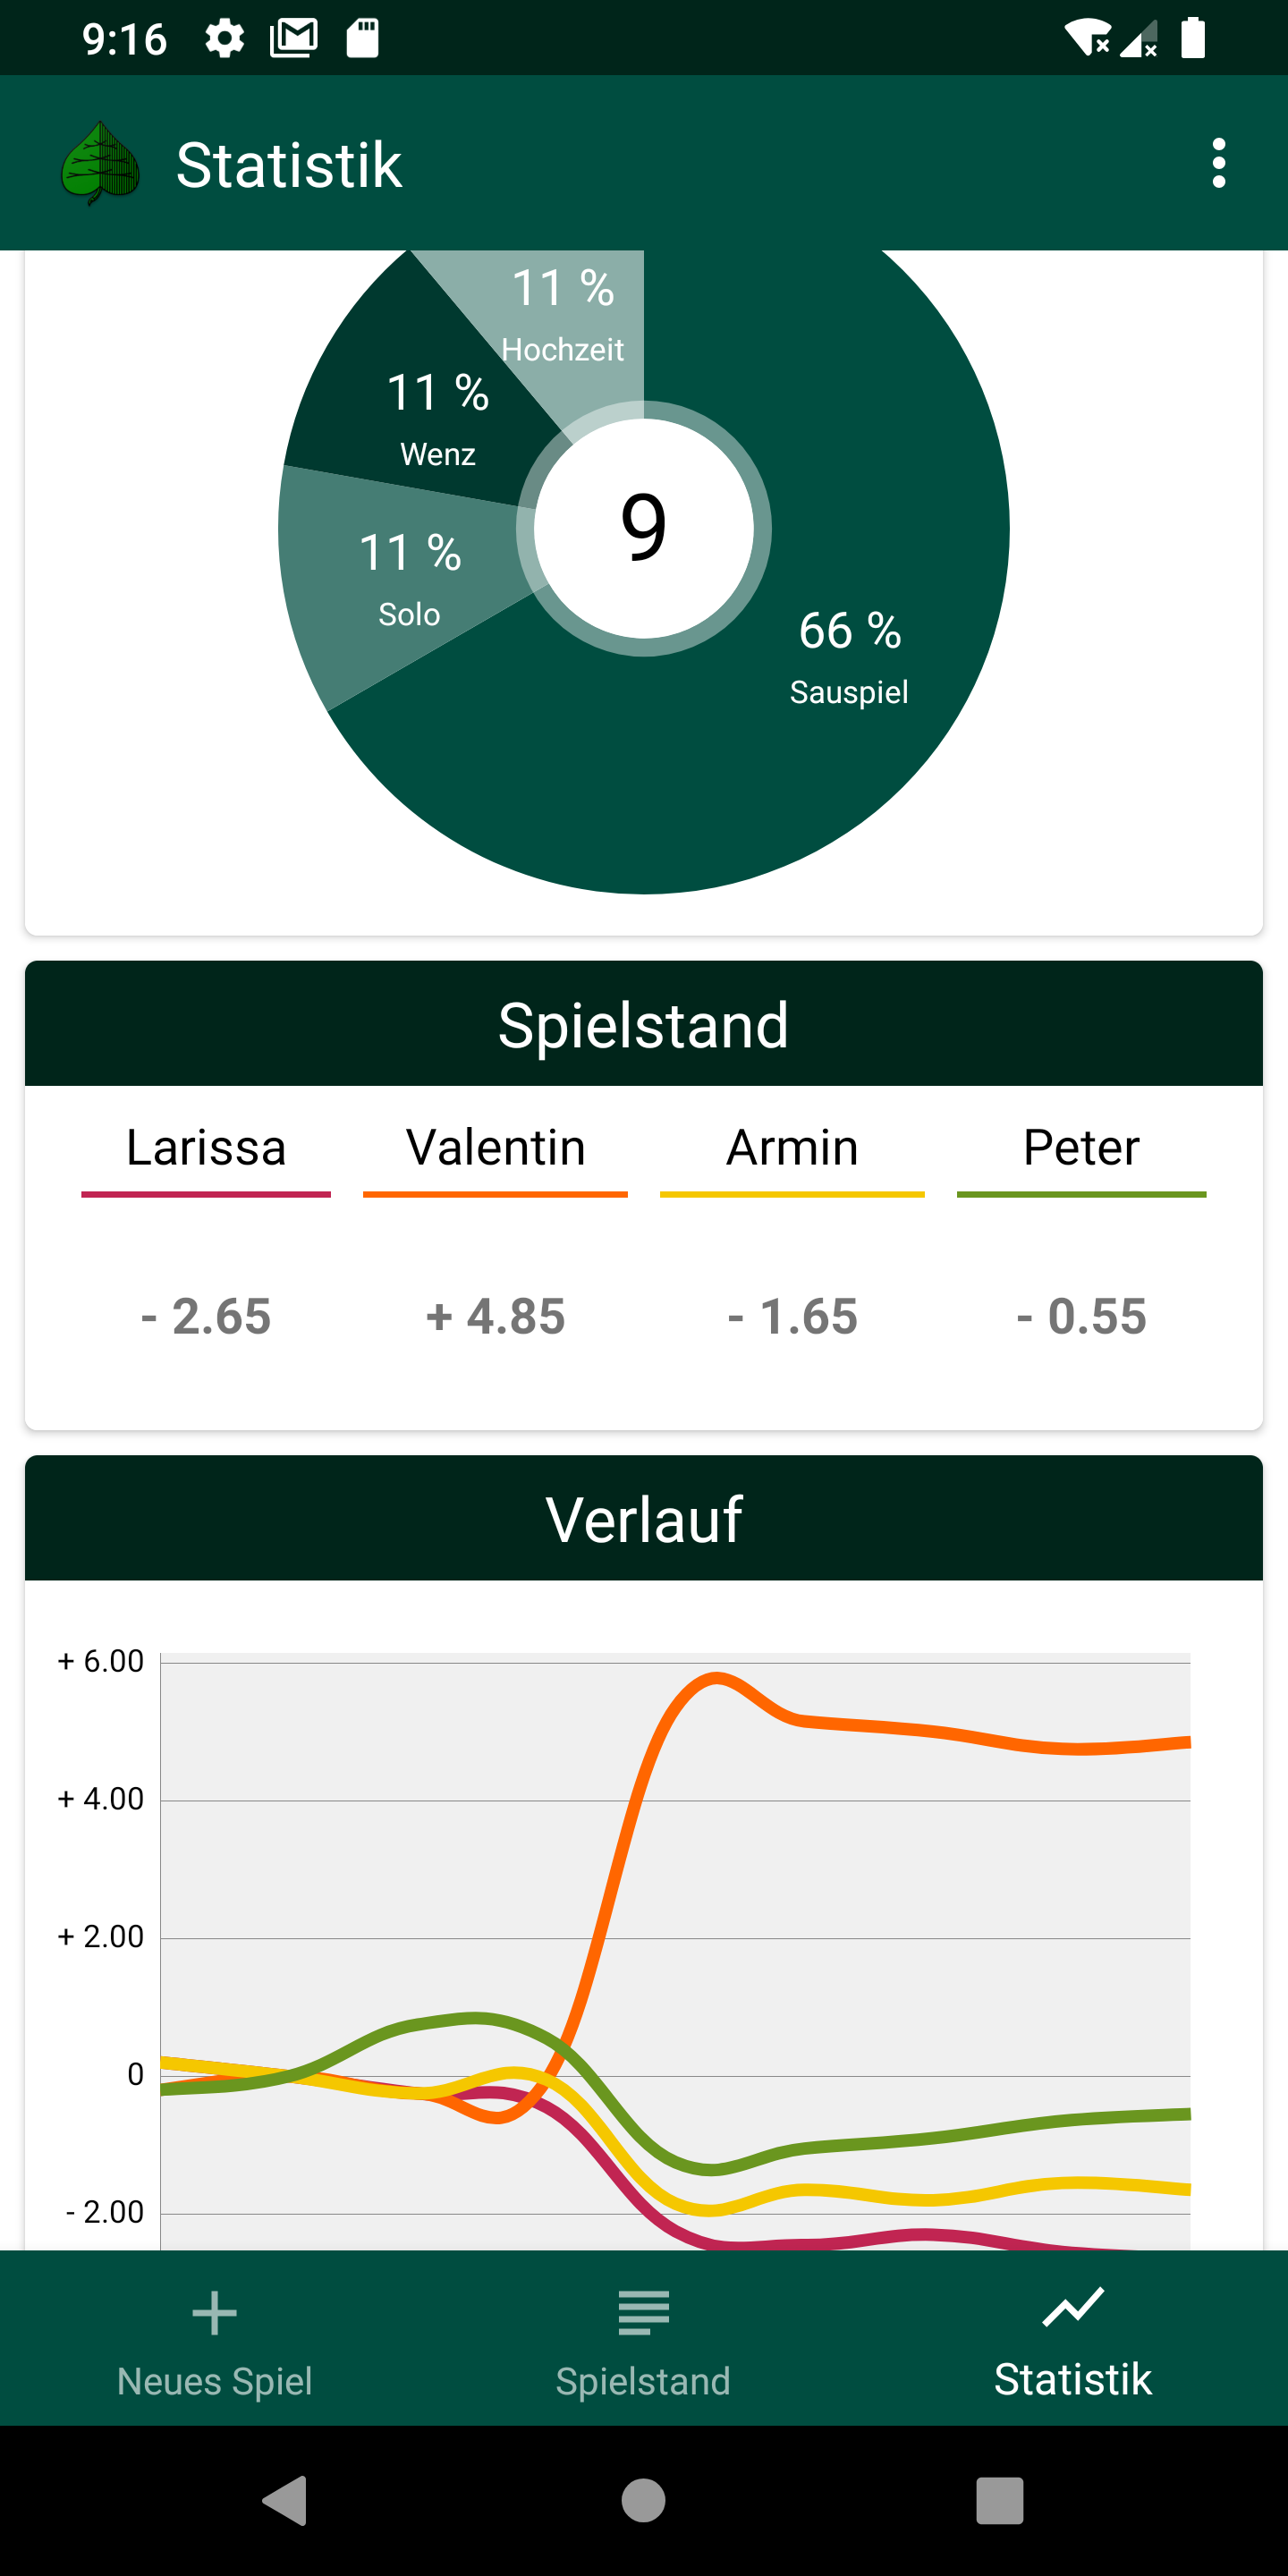 9:16
Statistik
11 %
Hochzeit
11 %
Wenz
9
11 %
Solo
66 %
Sauspiel
Spielstand
Larissa Valentin Armin Peter
- 2.65 + 4.85 - 1.65 - 0.55
Verlauf
+ 6.00
+ 4.00
+ 2.00
0
- 2.00
Neues Spiel Spielstand Statistik